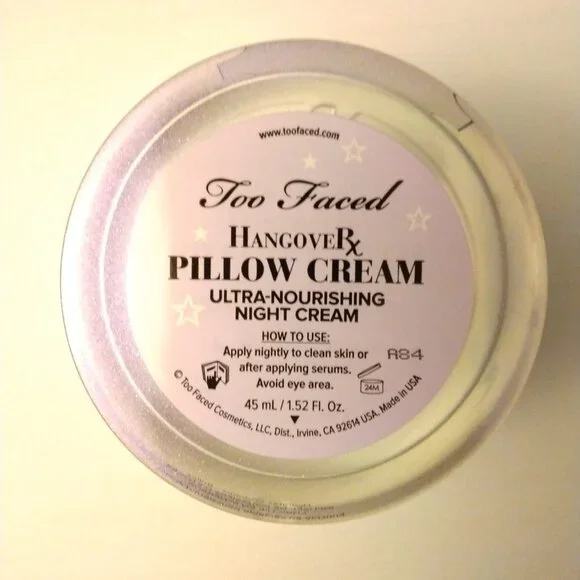 www.toofaced.com
Too Faced
HANGOVERx
PILLOW CREAM
ULTRA-NOURISHING
NIGHT CREAM
HOW TO USE:
Apply nightly to clean skin or
after applying serums.
Avoid eye area.
A84
24M
45 mL / 1.52 Fl. Oz.
© Too Faced Cosmetics, LLC, Dist., Irvine, CA 92614 USA. Made in USA